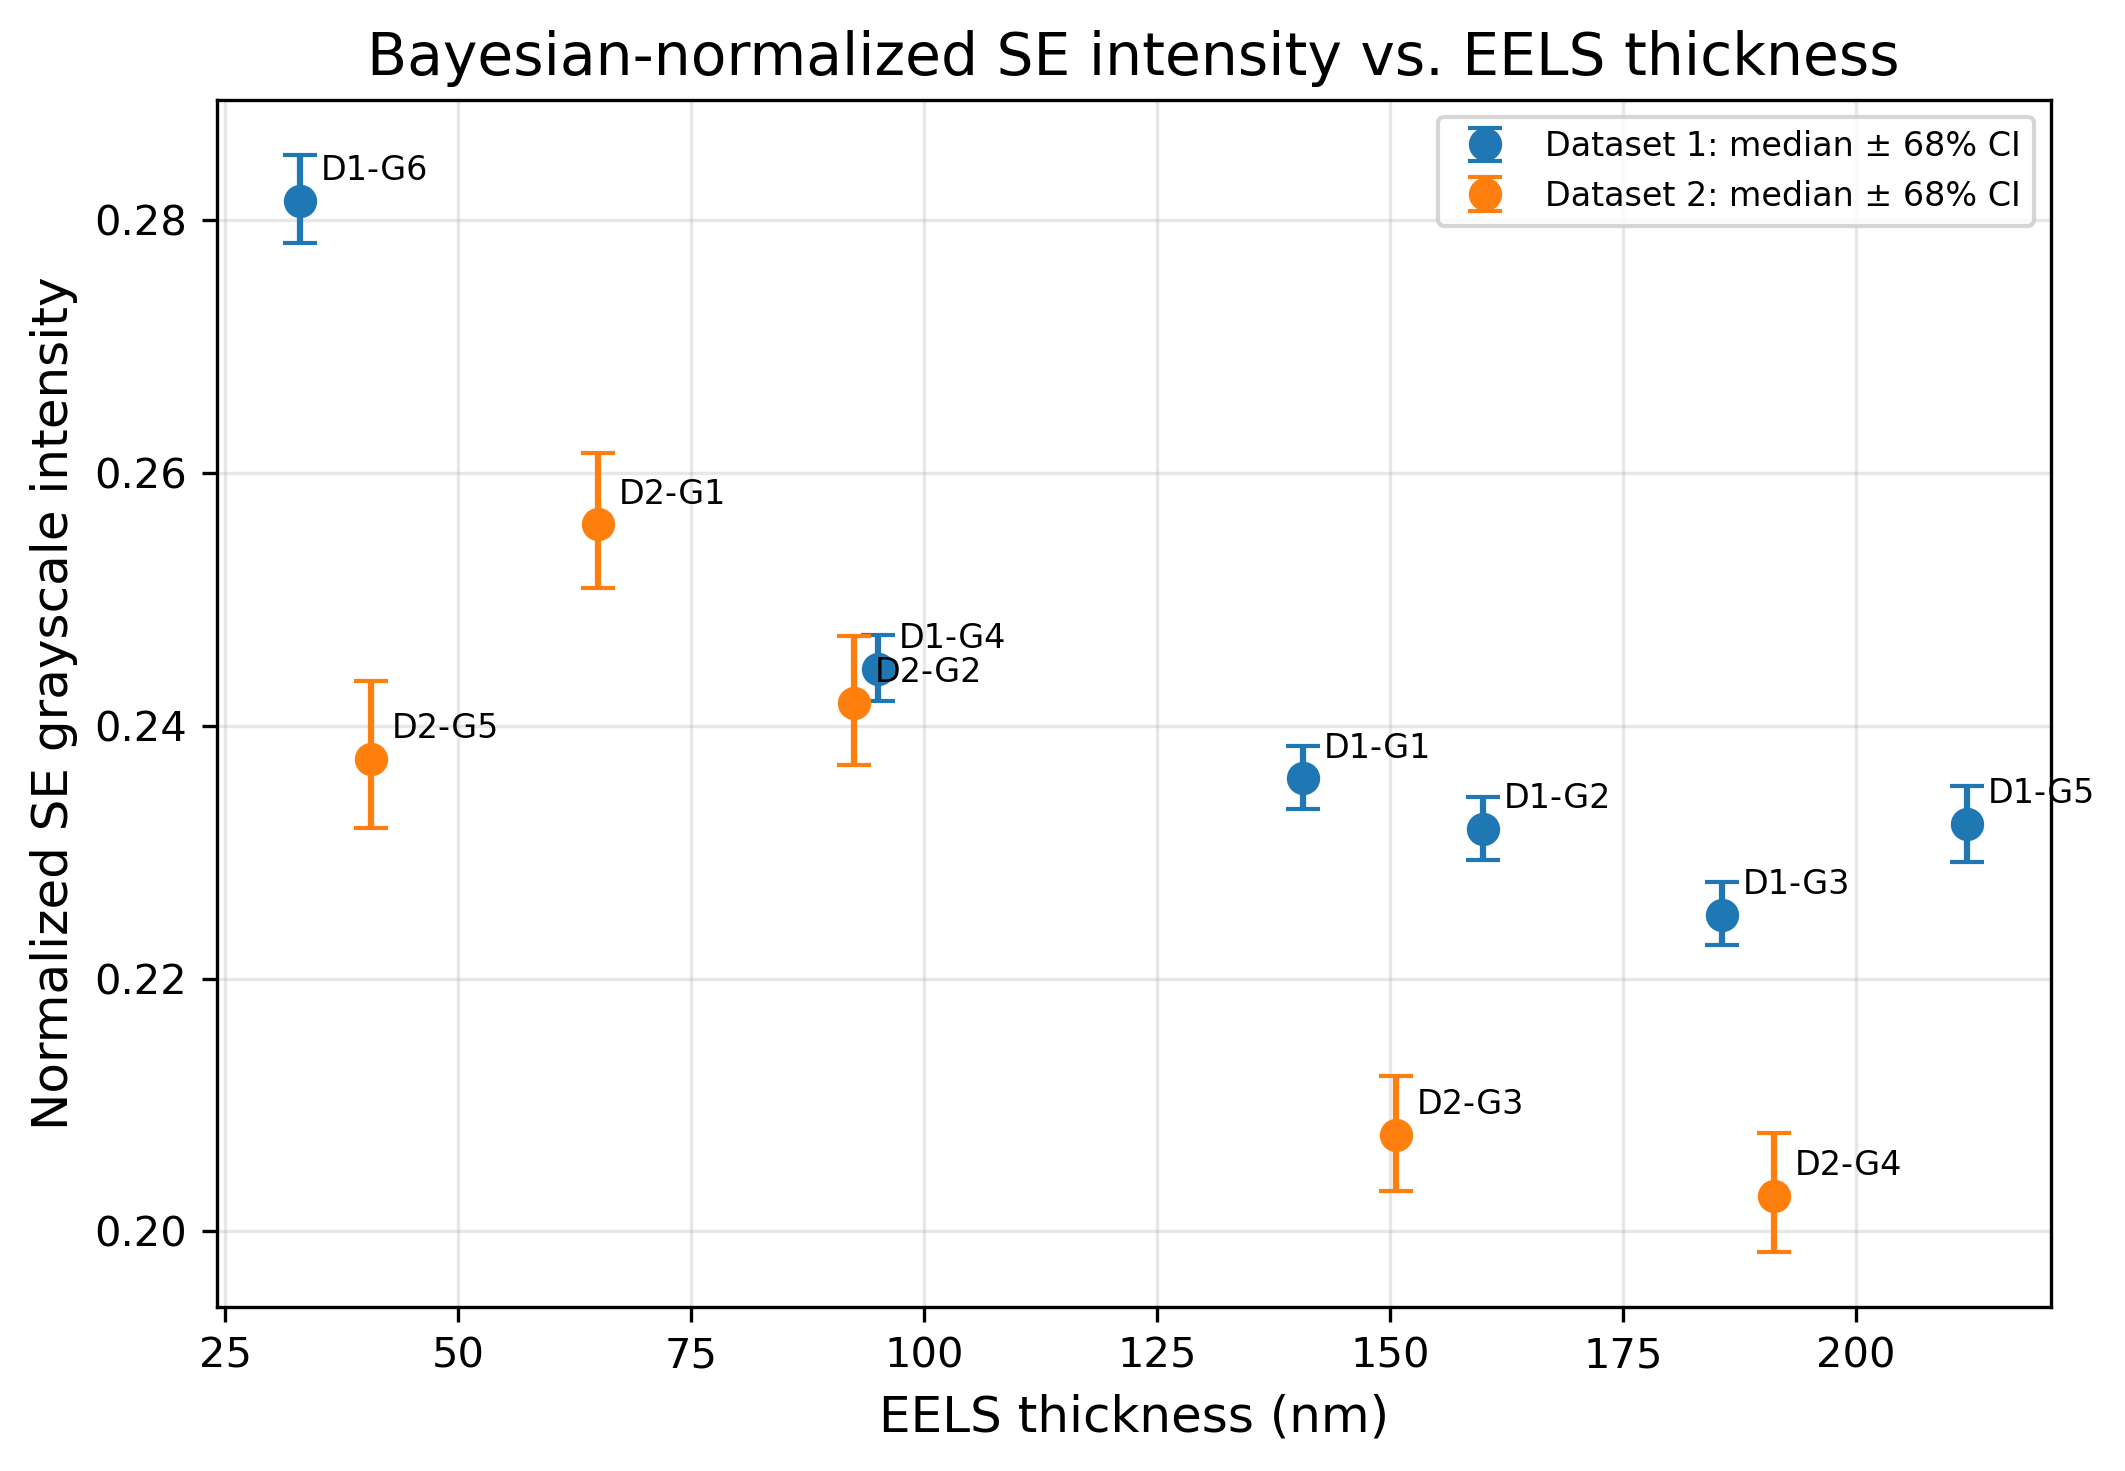 Bayesian-normalized SE intensity vs. EELS thickness
Dataset 1: median ± 68% CI
Dataset 2: median ± 68% CI
Normalized SE grayscale intensity
0.28
0.26
0.24
0.22
0.20
D1-G6
D2-G1
D1-G4
D2-G2
D2-G5
D1-G1
D1-G2
D1-G5
D1-G3
D2-G3
D2-G4
25 50 75 100 125 150 175 200
EELS thickness (nm)